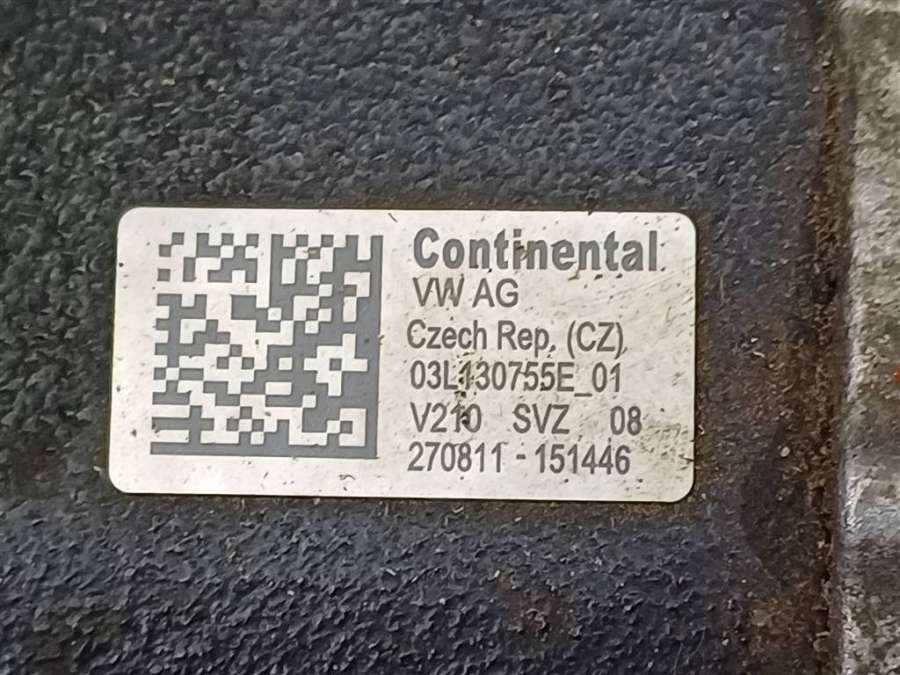 Continental
VW AG
Czech Rep. (CZ)
03L130755E_01
V210 SVZ 08
270811 - 151446